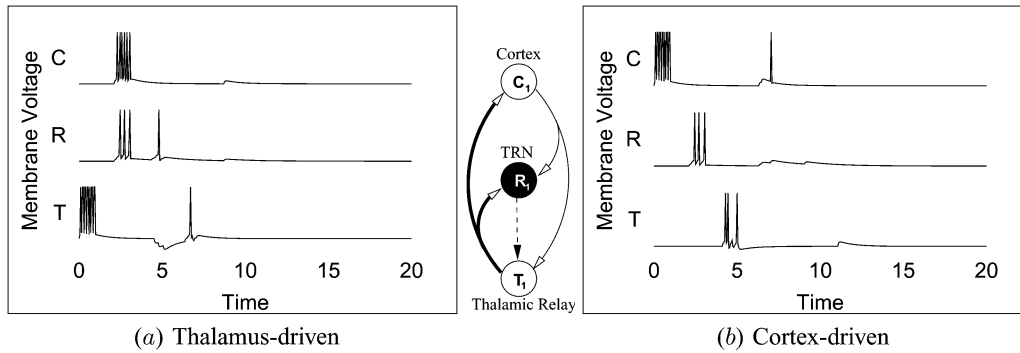 Membrane Voltage
C
R
T
0 5 10 15 20
Time
(a) Thalamus-driven
Cortex
C1
TRN
R1
T1
Thalamic Relay
Membrane Voltage
C
R
T
0 5 10 15 20
Time
(b) Cortex-driven